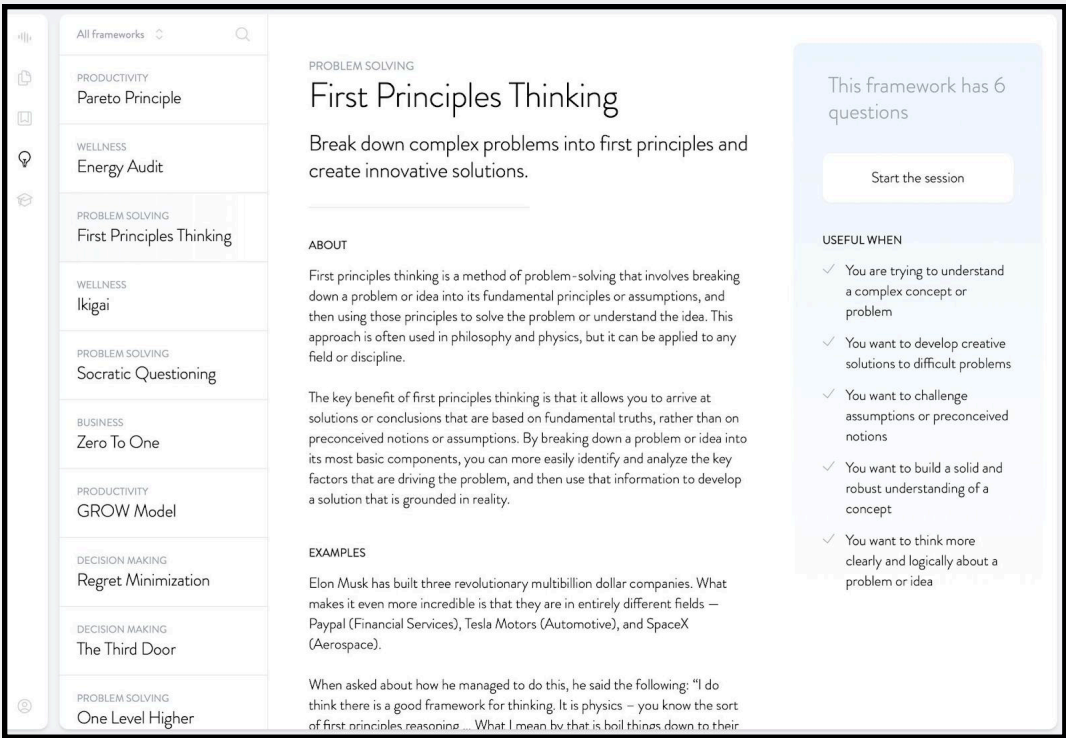 All frameworks
PRODUCTIVITY
Pareto Principle
WELLNESS
Energy Audit
PROBLEM SOLVING
First Principles Thinking
WELLNESS
Ikigai
PROBLEM SOLVING
Socratic Questioning
BUSINESS
Zero To One
PRODUCTIVITY
GROW Model
DECISION MAKING
Regret Minimization
DECISION MAKING
The Third Door
PROBLEM SOLVING
One Level Higher
PROBLEM SOLVING
First Principles Thinking
Break down complex problems into first principles and
create innovative solutions.
ABOUT
First principles thinking is a method of problem-solving that involves breaking
down a problem or idea into its fundamental principles or assumptions, and
then using those principles to solve the problem or understand the idea. This
approach is often used in philosophy and physics, but it can be applied to any
field or discipline.
The key benefit of first principles thinking is that it allows you to arrive at
solutions or conclusions that are based on fundamental truths, rather than on
preconceived notions or assumptions. By breaking down a problem or idea into
its most basic components, you can more easily identify and analyze the key
factors that are driving the problem, and then use that information to develop
a solution that is grounded in reality.
EXAMPLES
Elon Musk has built three revolutionary multibillion dollar companies. What
makes it even more incredible is that they are in entirely different fields —
Paypal (Financial Services), Tesla Motors (Automotive), and SpaceX
(Aerospace).
When asked about how he managed to do this, he said the following: “I do
think there is a good framework for thinking. It is physics – you know the sort
of first principles reasoning ... What I mean by that is boil things down to their
This framework has 6
questions
Start the session
USEFUL WHEN
You are trying to understand
a complex concept or
problem
You want to develop creative
solutions to difficult problems
You want to challenge
assumptions or preconceived
notions
You want to build a solid and
robust understanding of a
concept
You want to think more
clearly and logically about a
problem or idea